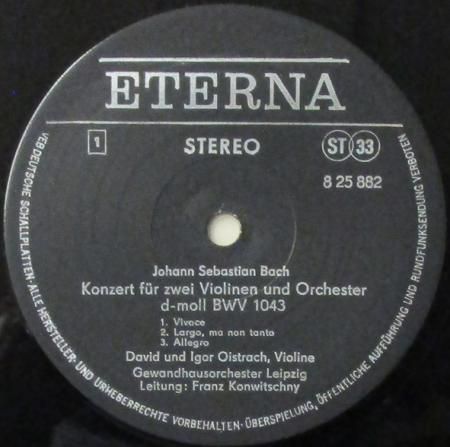 ETERNA
1 STEREO ST 33
8 25 882
Johann Sebastian Bach
Konzert für zwei Violinen und Orchester
d-moll BWV 1043
1. Vivace
2. Largo, ma non tanto
3. Allegro
David und Igor Oistrach, Violine
Gewandhausorchester Leipzig
Leitung: Franz Konwitschny
VEB DEUTSCHE SCHALLPLATTEN · ALLE HERSTELLER- UND URHEBERRECHTE VORBEHALTEN · ÜBERSPIELUNG, ÖFFENTLICHE AUFFÜHRUNG UND RUNDFUNKSENDUNG VERBOTEN